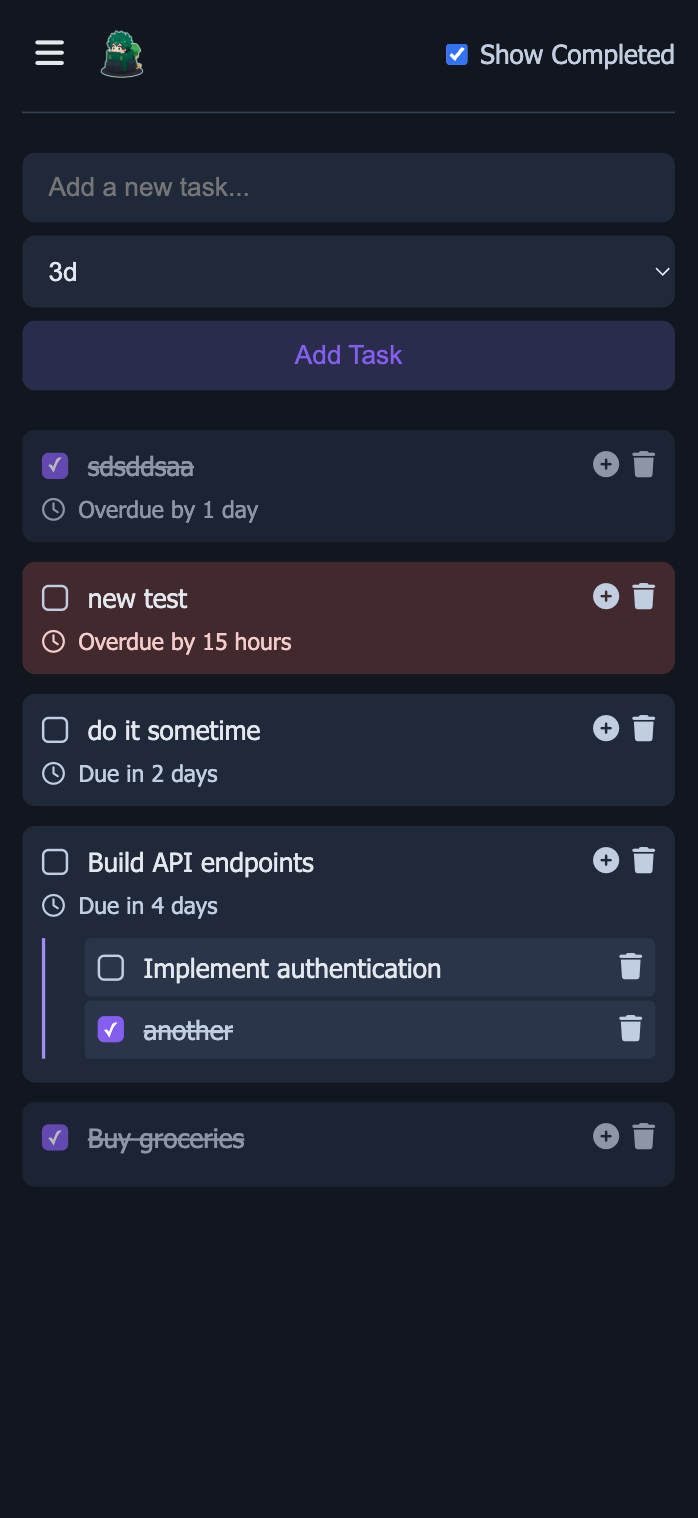 Show Completed
Add a new task...
3d
Add Task
sdsddsaa
Overdue by 1 day
new test
Overdue by 15 hours
do it sometime
Due in 2 days
Build API endpoints
Due in 4 days
Implement authentication
another
Buy groceries